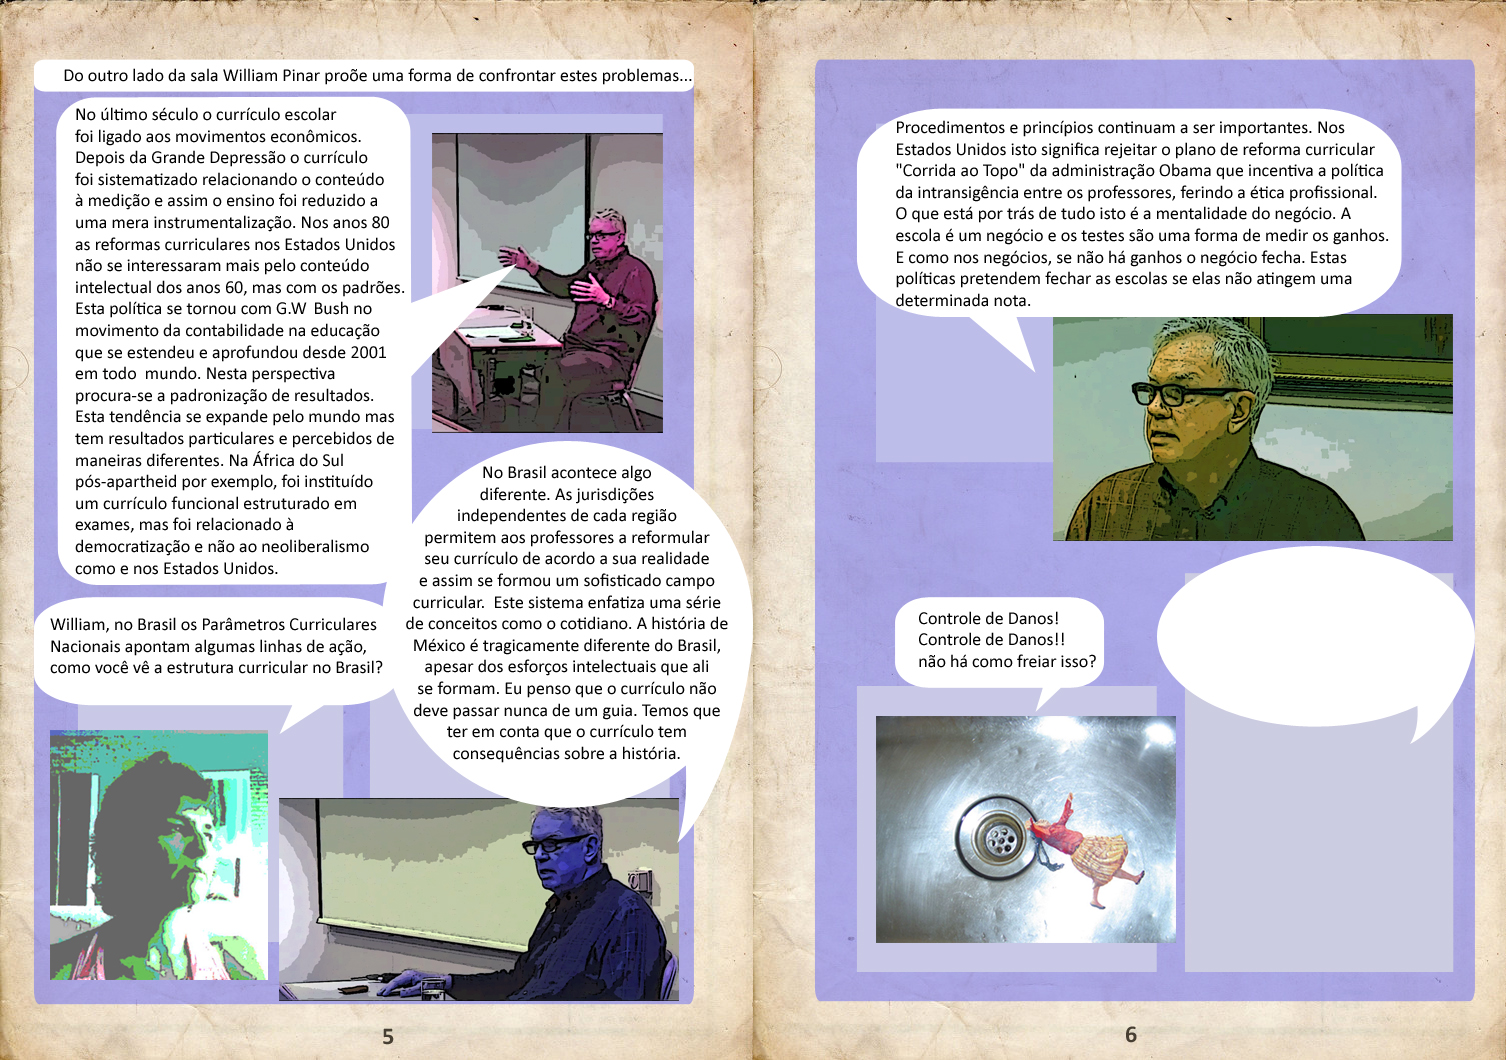 Do outro lado da sala William Pinar proõe uma forma de confrontar estes problemas...
No último século o currículo escolar
foi ligado aos movimentos econômicos.
Depois da Grande Depressão o currículo
foi sistematizado relacionando o conteúdo
à medição e assim o ensino foi reduzido a
uma mera instrumentalização. Nos anos 80
as reformas curriculares nos Estados Unidos
não se interessaram mais pelo conteúdo
intelectual dos anos 60, mas com os padrões.
Esta política se tornou com G.W Bush no
movimento da contabilidade na educação
que se estendeu e aprofundou desde 2001
em todo mundo. Nesta perspectiva
procura-se a padronização de resultados.
Esta tendência se expande pelo mundo mas
tem resultados particulares e percebidos de
maneiras diferentes. Na África do Sul
pós-apartheid por exemplo, foi instituído
um currículo funcional estruturado em
exames, mas foi relacionado à
democratização e não ao neoliberalismo
como e nos Estados Unidos.
William, no Brasil os Parâmetros Curriculares
Nacionais apontam algumas linhas de ação,
como você vê a estrutura curricular no Brasil?
No Brasil acontece algo
diferente. As jurisdições
independentes de cada região
permitem aos professores a reformular
seu currículo de acordo a sua realidade
e assim se formou um sofisticado campo
curricular. Este sistema enfatiza uma série
de conceitos como o cotidiano. A história de
México é tragicamente diferente do Brasil,
apesar dos esforços intelectuais que ali
se formam. Eu penso que o currículo não
deve passar nunca de um guia. Temos que
ter em conta que o currículo tem
consequências sobre a história.
5
Procedimentos e princípios continuam a ser importantes. Nos
Estados Unidos isto significa rejeitar o plano de reforma curricular
"Corrida ao Topo" da administração Obama que incentiva a política
da intransigência entre os professores, ferindo a ética profissional.
O que está por trás de tudo isto é a mentalidade do negócio. A
escola é um negócio e os testes são uma forma de medir os ganhos.
E como nos negócios, se não há ganhos o negócio fecha. Estas
políticas pretendem fechar as escolas se elas não atingem uma
determinada nota.
Controle de Danos!
Controle de Danos!!
não há como freiar isso?
6